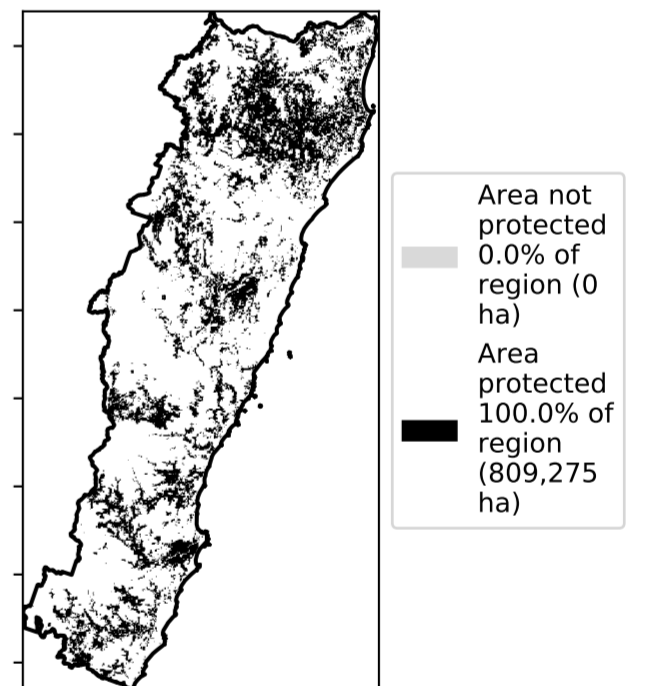 Area not
protected
0.0% of
region (0
ha)
Area
protected
100.0% of
region
(809,275
ha)